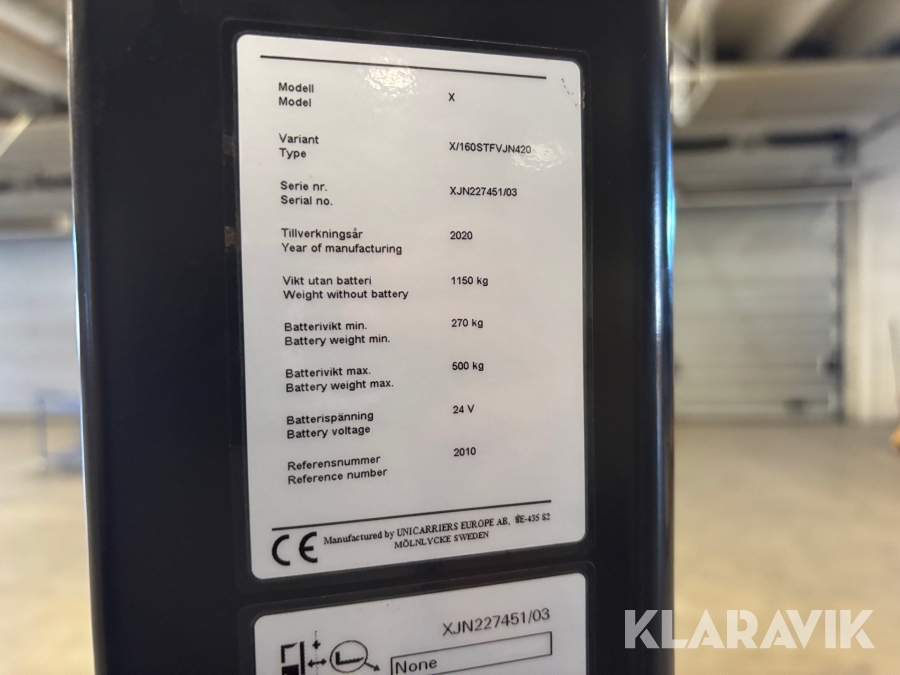 Modell
Model
X
Variant
Type
X/160STFVJN420
Serie nr.
Serial no.
XJN227451/03
Tillverkningsår
Year of manufacturing
2020
Vikt utan batteri
Weight without battery
1150 kg
Batterivikt min.
Battery weight min.
270 kg
Batterivikt max.
Battery weight max.
500 kg
Batterispänning
Battery voltage
24 V
Referensnummer
Reference number
2010
CE
Manufactured by UNICARRIERS EUROPE AB, SE-435 82
MÖLNLYCKE SWEDEN
XJN227451/03
None
KLARAVIK